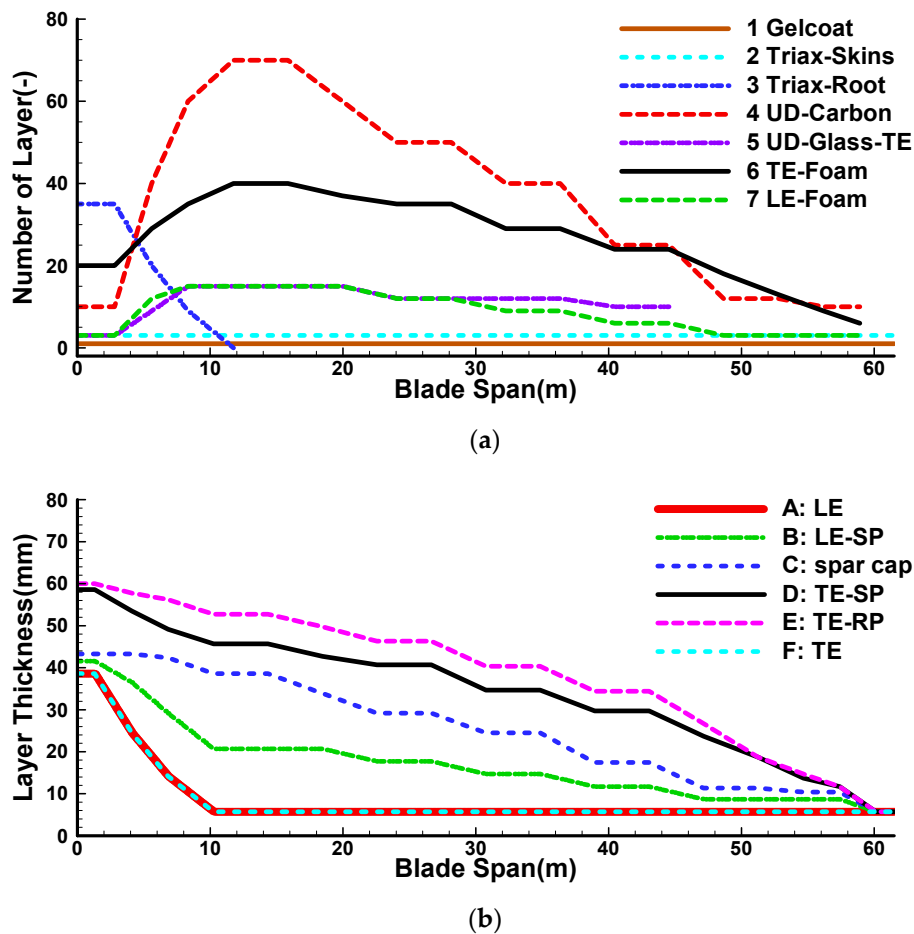 80
60
40
20
0
Number of Layer(-)
1 Gelcoat
2 Triax-Skins
3 Triax-Root
4 UD-Carbon
5 UD-Glass-TE
6 TE-Foam
7 LE-Foam
0 10 20 30 40 50 60
Blade Span(m)
(a)
80
70
60
50
40
30
20
10
0
Layer Thickness(mm)
A: LE
B: LE-SP
C: spar cap
D: TE-SP
E: TE-RP
F: TE
0 10 20 30 40 50 60
Blade Span(m)
(b)